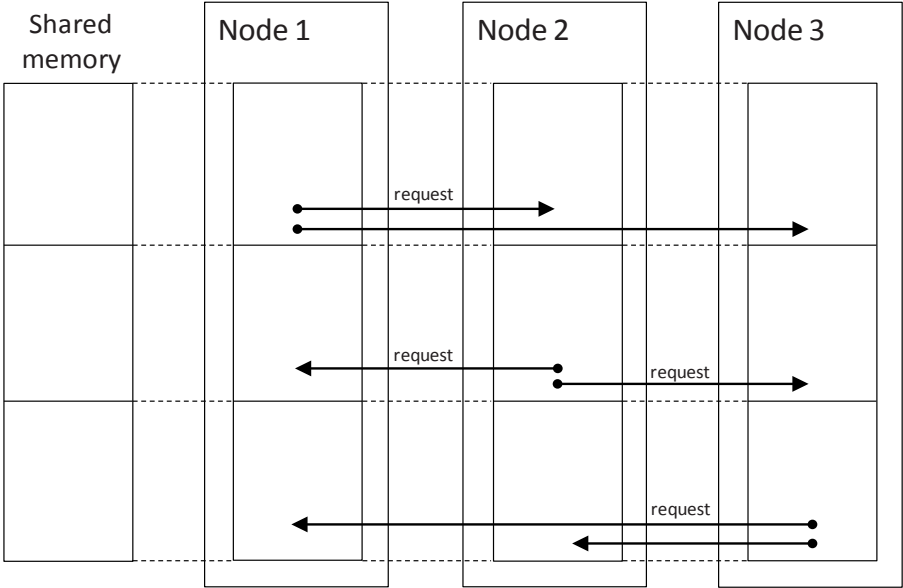 Shared
memory
Node 1
Node 2
Node 3
request
request
request
request